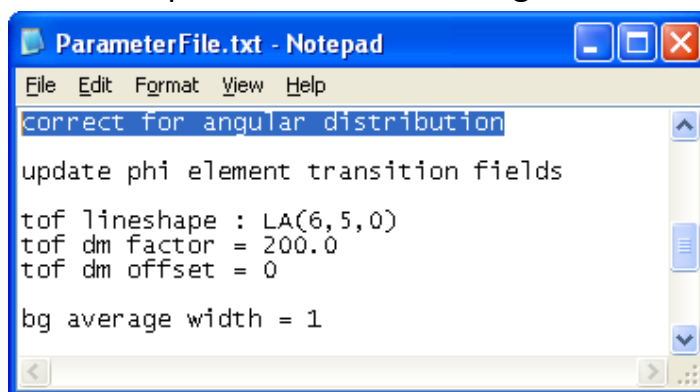 ParameterFile.txt - Notepad
File Edit Format View Help
correct for angular distribution
update phi element transition fields
tof lineshape : LA(6,5,0)
tof dm factor = 200.0
tof dm offset = 0
bg average width = 1